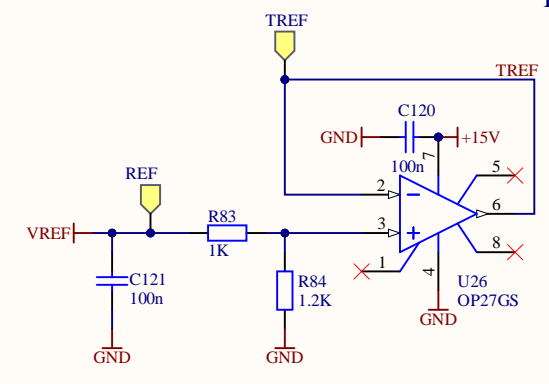 TREF
TREF
C120
GND
+15V
100n
7
5
2
6
REF
3
R83
VREF
1K
8
1
C121
100n
R84
1.2K
4
U26
OP27GS
GND
GND
GND